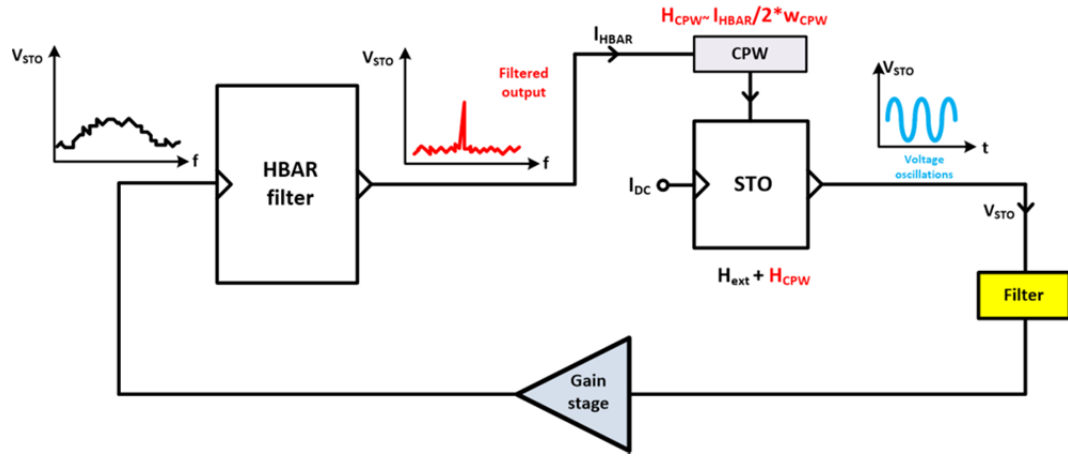 H_CPW~ I_HBAR/2*w_CPW
I_HBAR
CPW
V_STO
V_STO
Filtered
output
V_STO
f
f
HBAR
filter
I_DC
STO
t
Voltage
oscillations
V_STO
H_ext + H_CPW
Filter
Gain
stage